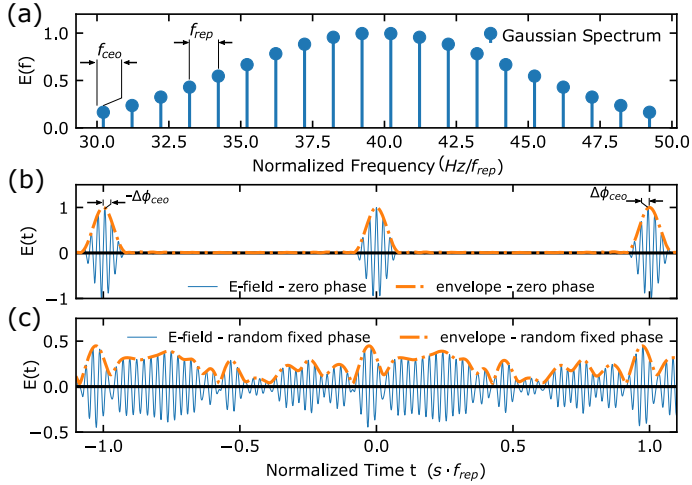 (a)
f_ceo
f_rep
Gaussian Spectrum
E(f)
1.0
0.5
0.0
30.0 32.5 35.0 37.5 40.0 42.5 45.0 47.5 50.0
Normalized Frequency (Hz/f_rep)
(b)
-Δϕ_ceo
Δϕ_ceo
E(t)
1
0
−1
E-field - zero phase
envelope - zero phase
(c)
E-field - random fixed phase
envelope - random fixed phase
E(t)
0.5
0.0
−0.5
−1.0 −0.5 0.0 0.5 1.0
Normalized Time t (s · f_rep)